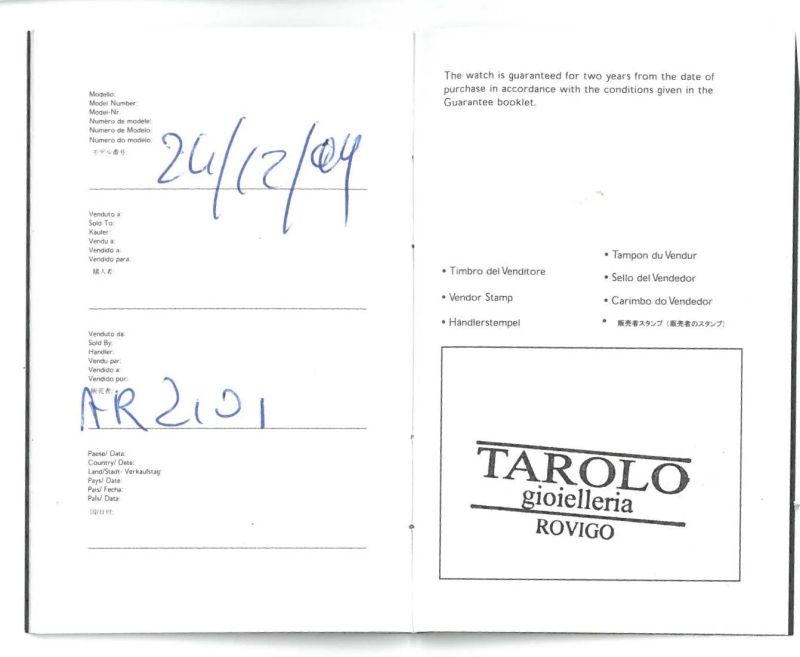 Modello:
Model Number:
Model-Nr.
Numéro de modèle:
Numero de Modelo:
Numero do modelo:
モデル番号:
24/12/04
Venduto a:
Sold To:
Kaufer:
Vendu a:
Vendido a:
Vendido para:
購入者:
Venduto da:
Sold By:
Handler:
Vendu par:
Vendido a:
Vendido por:
販売者:
AR2101
Paese/ Data:
Country/ Date:
Land/Stadt- Verkaufstag:
Pays/ Date:
Pais/ Fecha:
País/ Data:
国/日付:
The watch is guaranteed for two years from the date of
purchase in accordance with the conditions given in the
Guarantee booklet.
• Timbro del Venditore
• Vendor Stamp
• Händlerstempel
• Tampon du Vendur
• Sello del Vendedor
• Carimbo do Vendedor
• 販売者スタンプ (販売者のスタンプ)
TAROLO
gioielleria
ROVIGO